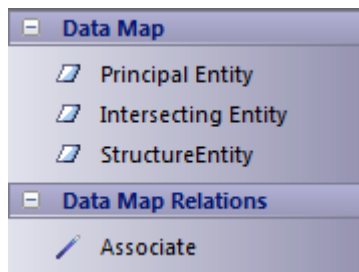 Data Map
Principal Entity
Intersecting Entity
StructureEntity
Data Map Relations
Associate